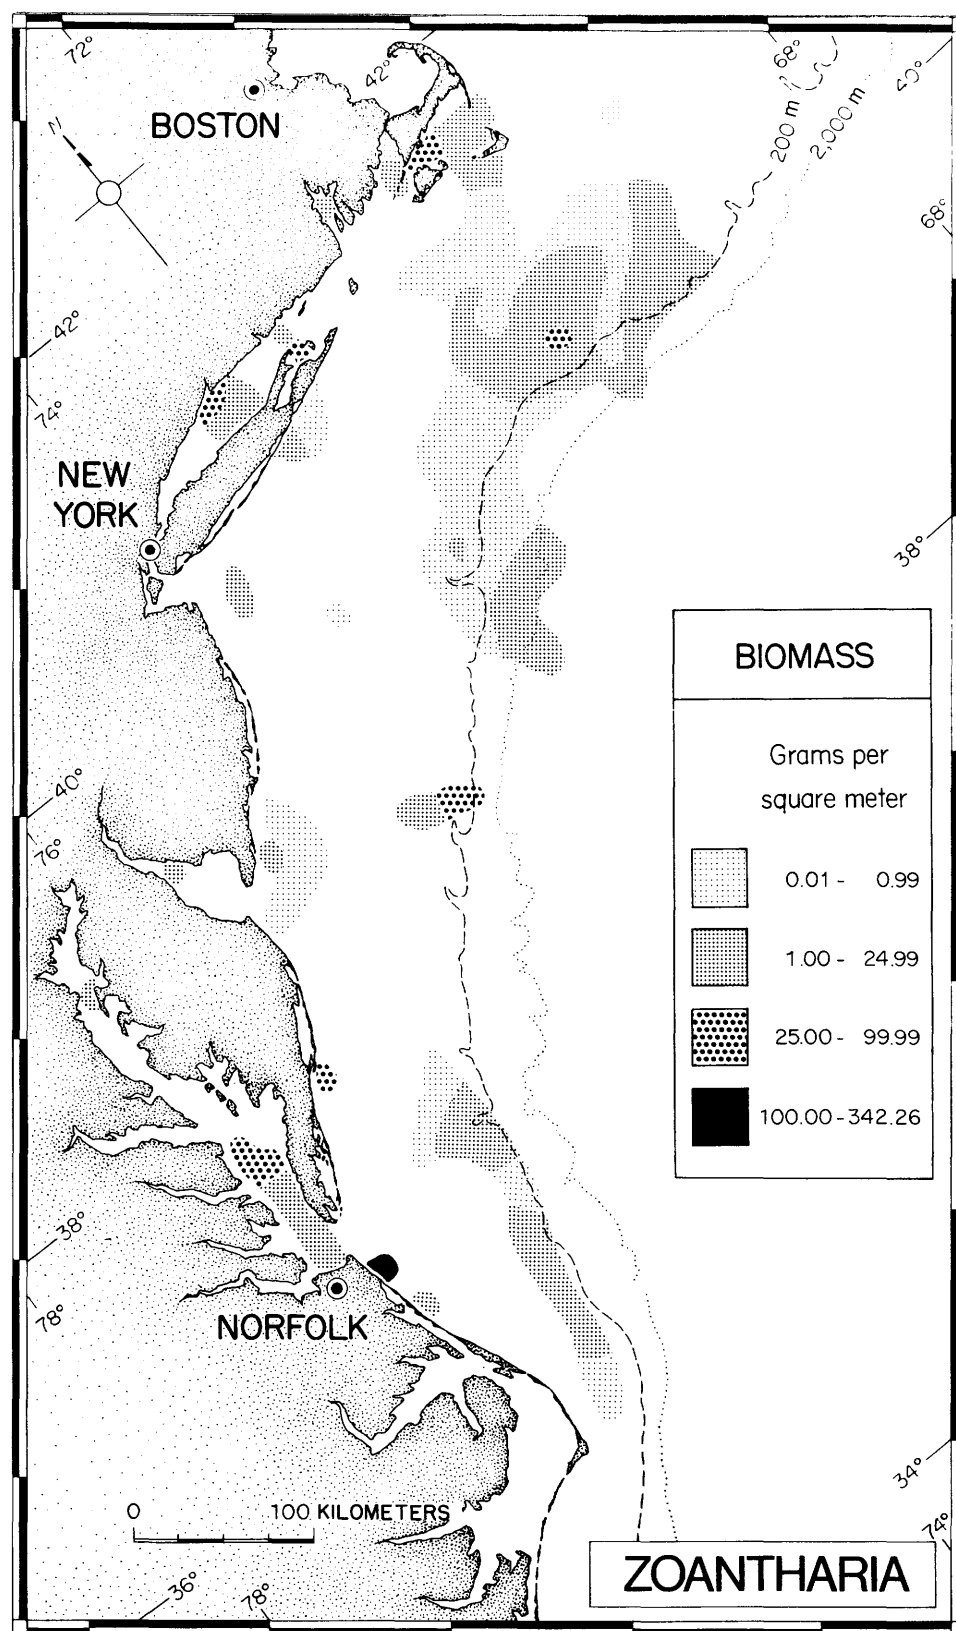 72°
42°
68°
40°
BOSTON
N
200 m
2,000 m
68°
42°
74°
NEW
YORK
38°
BIOMASS
Grams per
square meter
0.01 - 0.99
1.00 - 24.99
25.00 - 99.99
100.00 - 342.26
40°
76°
38°
78°
NORFOLK
34°
0 100 KILOMETERS
74°
36°
78°
ZOANTHARIA